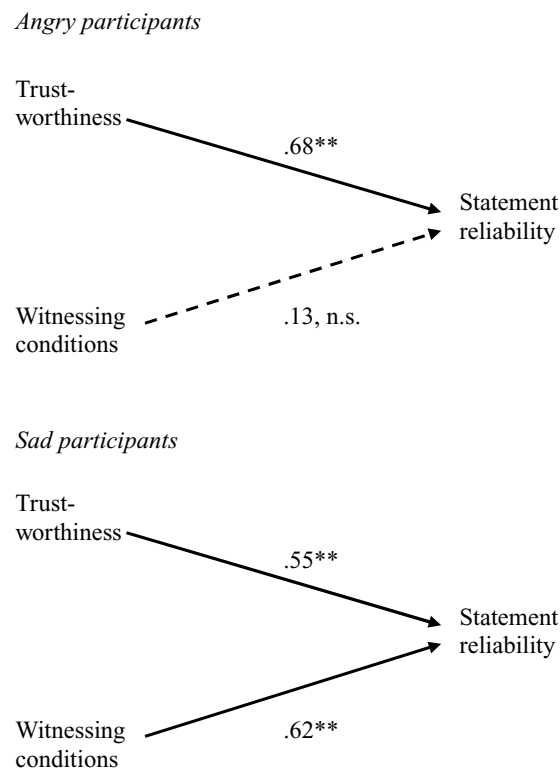 Angry participants
Trust-
worthiness
.68**
Statement
reliability
Witnessing
conditions
.13, n.s.
Sad participants
Trust-
worthiness
.55**
Statement
reliability
Witnessing
conditions
.62**